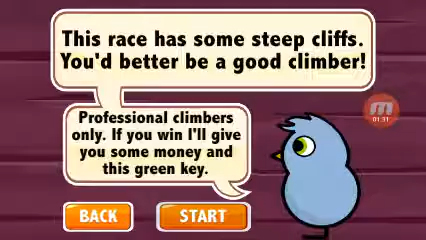 This race has some steep cliffs.
You'd better be a good climber!
Professional climbers
only. If you win I'll give
you some money and
this green key.
BACK
START
01:31